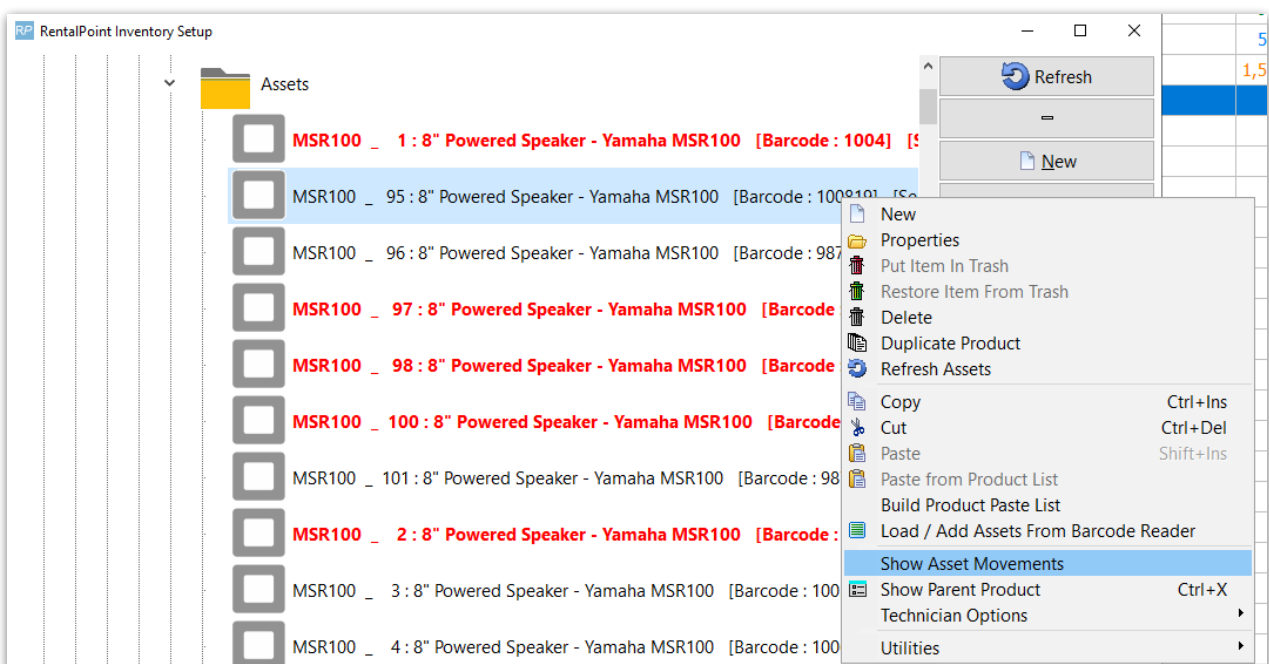 RP RentalPoint Inventory Setup
5
1,5
Assets
Refresh
New
MSR100 _ 1 : 8" Powered Speaker - Yamaha MSR100 [Barcode : 1004] [S
MSR100 _ 95 : 8" Powered Speaker - Yamaha MSR100 [Barcode : 100819] [Se
MSR100 _ 96 : 8" Powered Speaker - Yamaha MSR100 [Barcode : 987
MSR100 _ 97 : 8" Powered Speaker - Yamaha MSR100 [Barcode
MSR100 _ 98 : 8" Powered Speaker - Yamaha MSR100 [Barcode
MSR100 _ 100 : 8" Powered Speaker - Yamaha MSR100 [Barcode
MSR100 _ 101 : 8" Powered Speaker - Yamaha MSR100 [Barcode : 98
MSR100 _ 2 : 8" Powered Speaker - Yamaha MSR100 [Barcode :
MSR100 _ 3 : 8" Powered Speaker - Yamaha MSR100 [Barcode : 100
MSR100 _ 4 : 8" Powered Speaker - Yamaha MSR100 [Barcode : 100
New
Properties
Put Item In Trash
Restore Item From Trash
Delete
Duplicate Product
Refresh Assets
Copy Ctrl+Ins
Cut Ctrl+Del
Paste Shift+Ins
Paste from Product List
Build Product Paste List
Load / Add Assets From Barcode Reader
Show Asset Movements
Show Parent Product Ctrl+X
Technician Options
Utilities